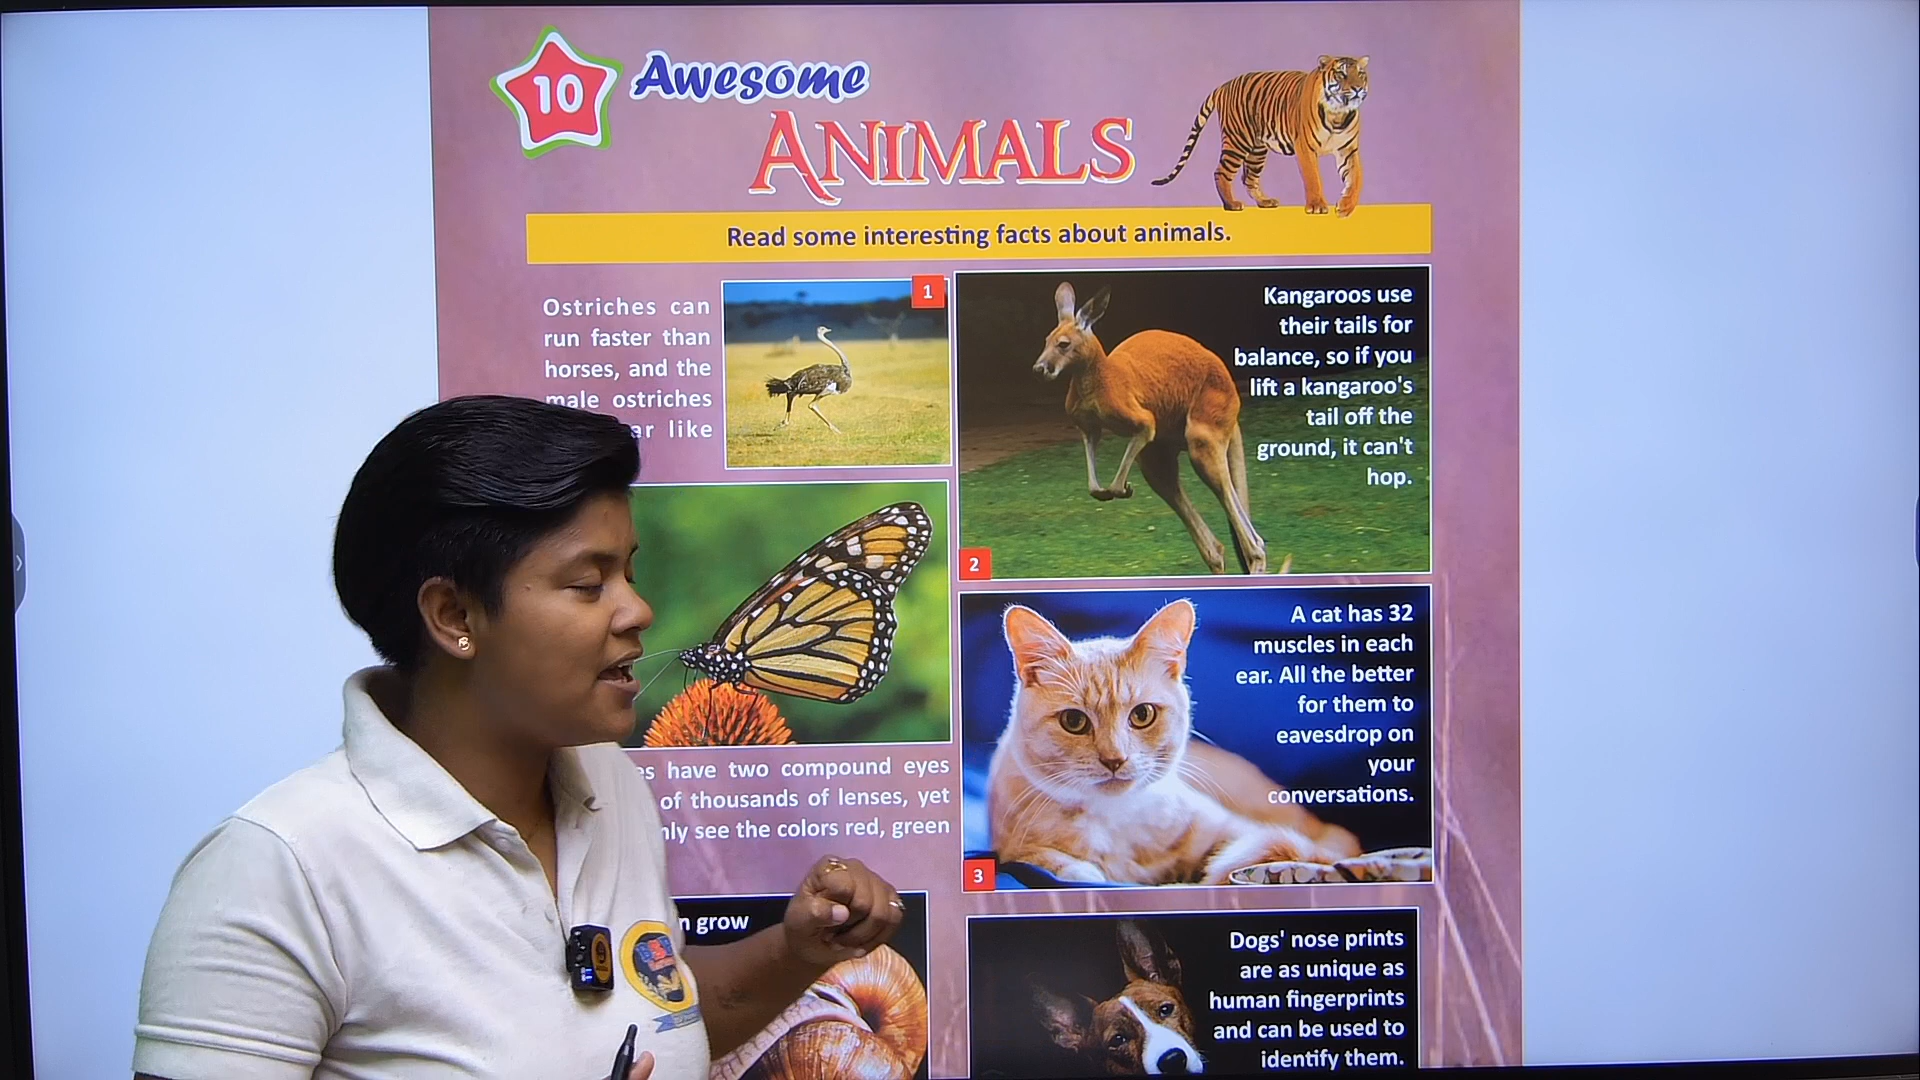 10 Awesome
ANIMALS
Read some interesting facts about animals.
Ostriches can
run faster than
horses, and the
male ostriches
like
1
Kangaroos use
their tails for
balance, so if you
lift a kangaroo's
tail off the
ground, it can't
hop.
2
have two compound eyes
of thousands of lenses, yet
see the colors red, green
A cat has 32
muscles in each
ear. All the better
for them to
eavesdrop on
your
conversations.
3
grow
Dogs' nose prints
are as unique as
human fingerprints
and can be used to
identify them.